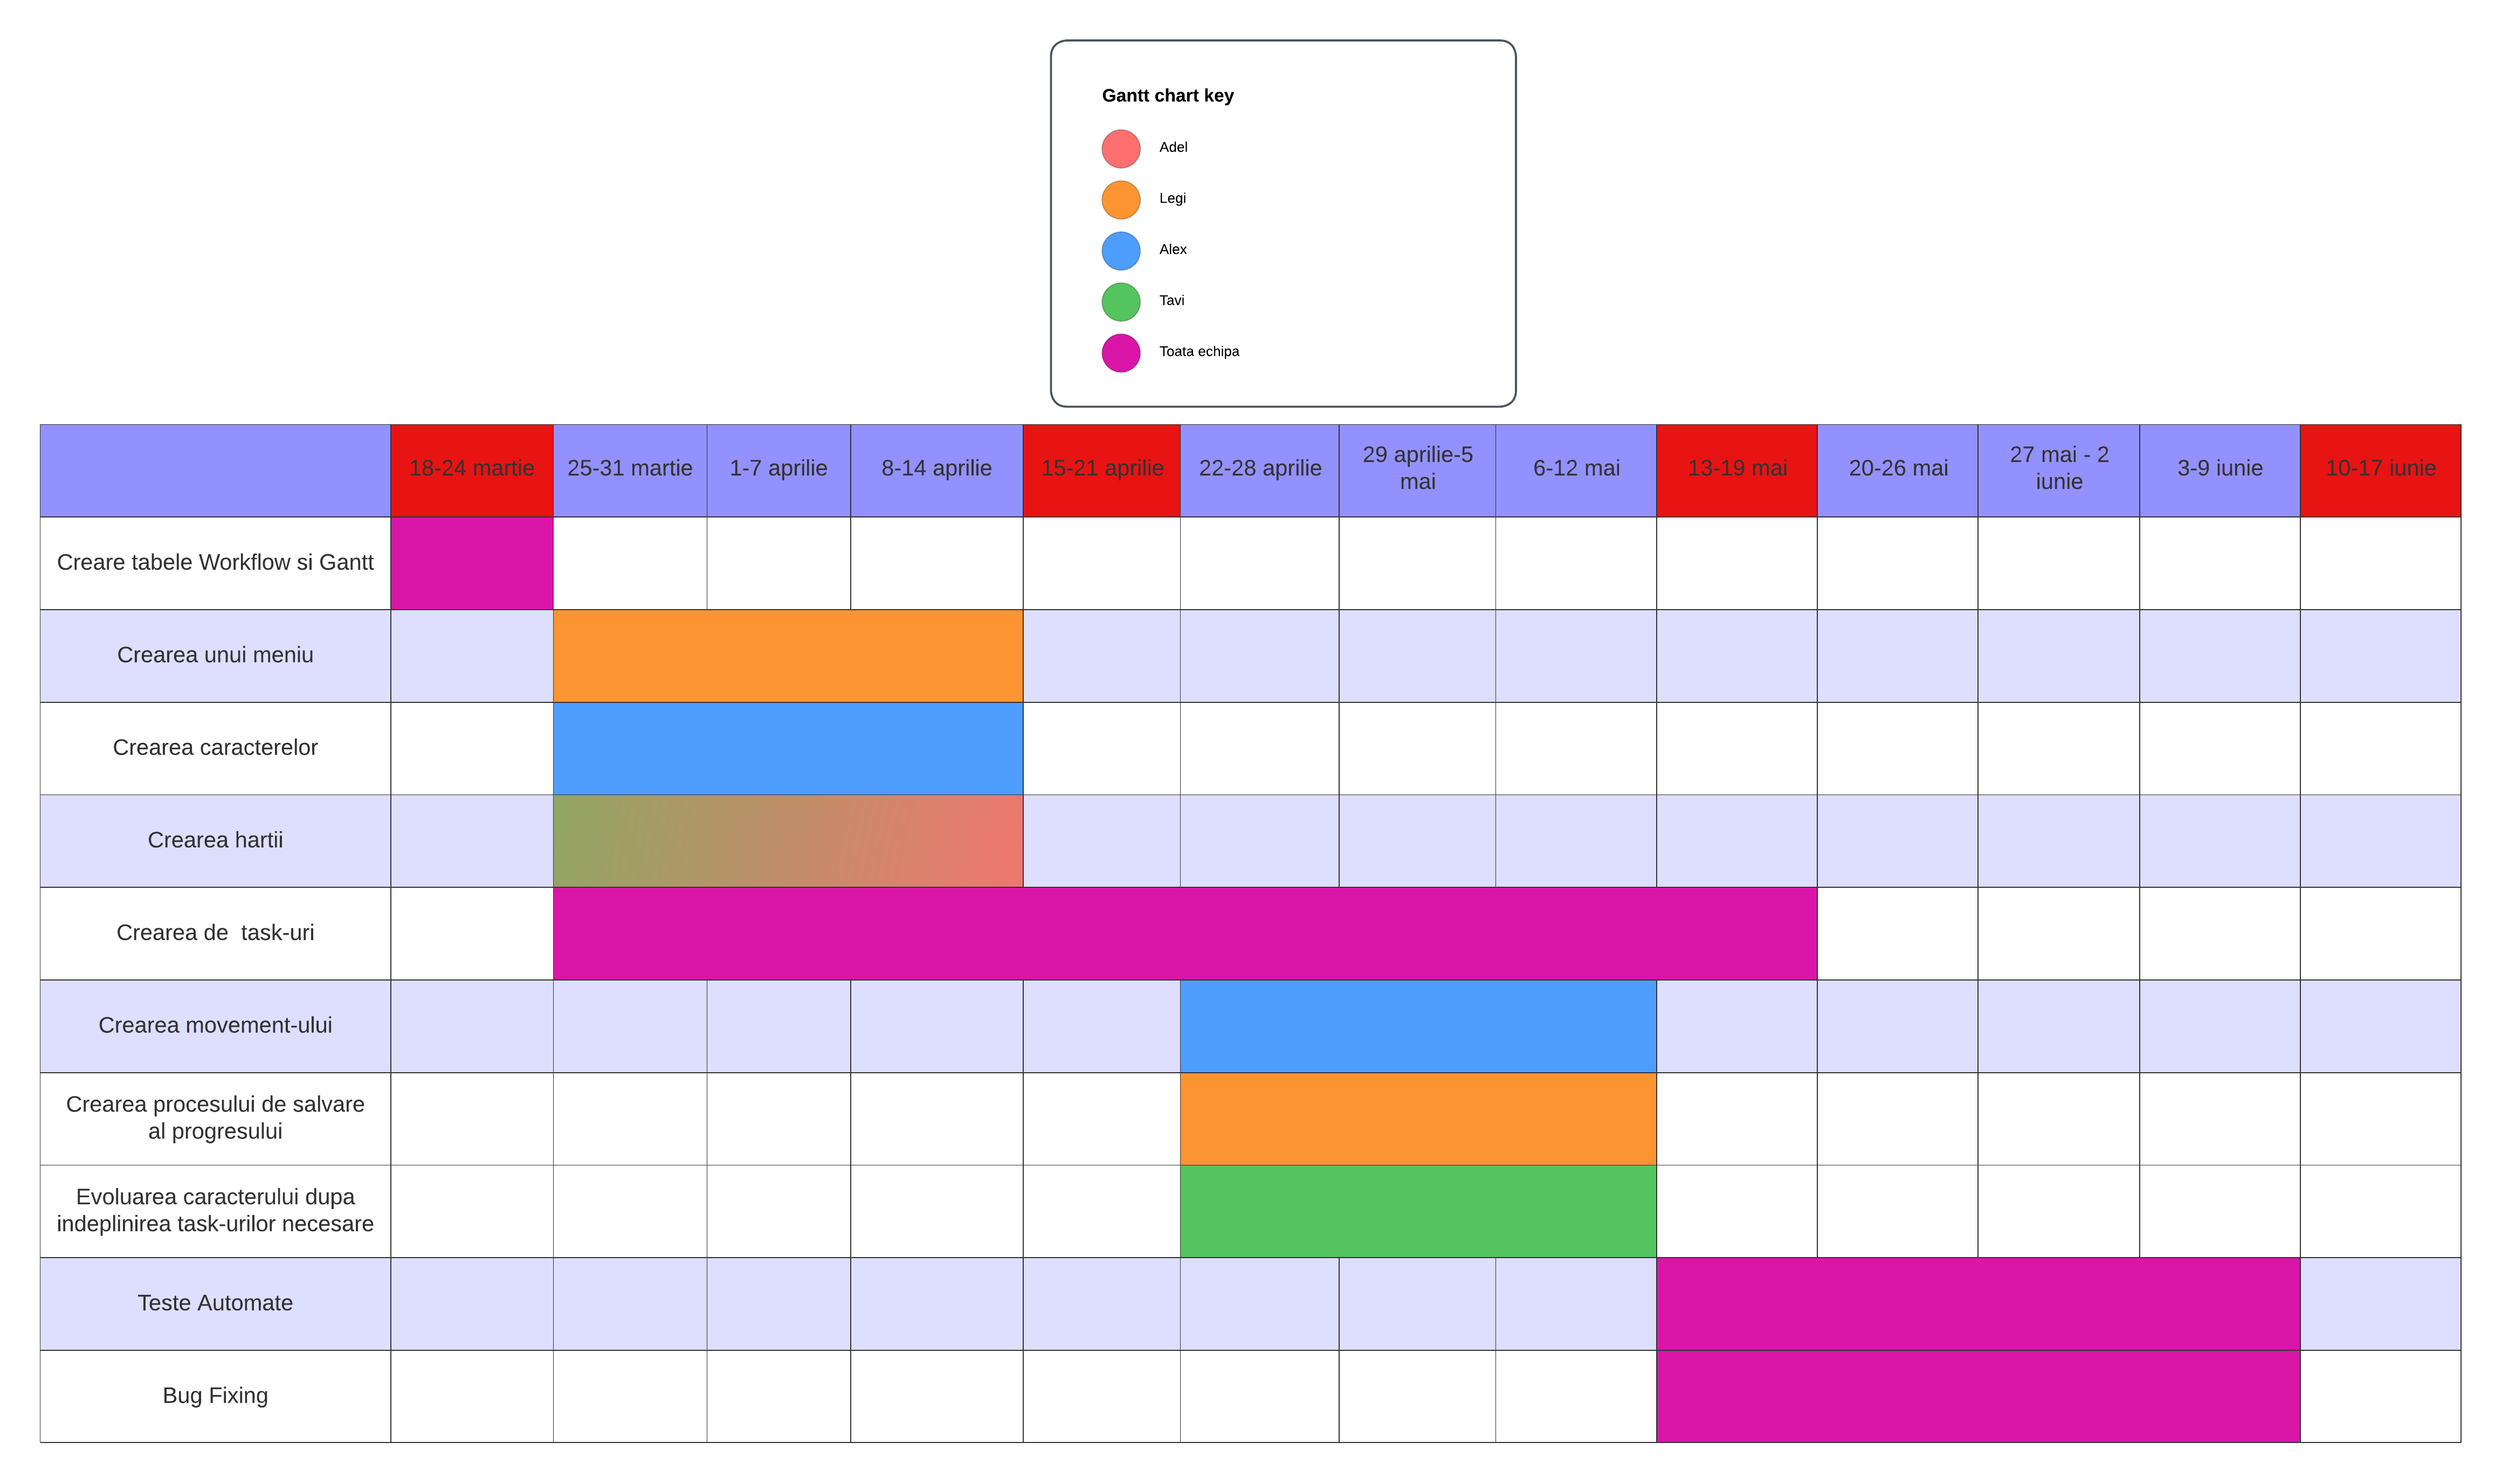 Gantt chart key
Adel
Legi
Alex
Tavi
Toata echipa
18-24 martie
25-31 martie
1-7 aprilie
8-14 aprilie
15-21 aprilie
22-28 aprilie
29 aprilie-5
mai
6-12 mai
13-19 mai
20-26 mai
27 mai - 2
iunie
3-9 iunie
10-17 iunie
Creare tabele Workflow si Gantt
Crearea unui meniu
Crearea caracterelor
Crearea hartii
Crearea de  task-uri
Crearea movement-ului
Crearea procesului de salvare
al progresului
Evoluarea caracterului dupa
indeplinirea task-urilor necesare
Teste Automate
Bug Fixing